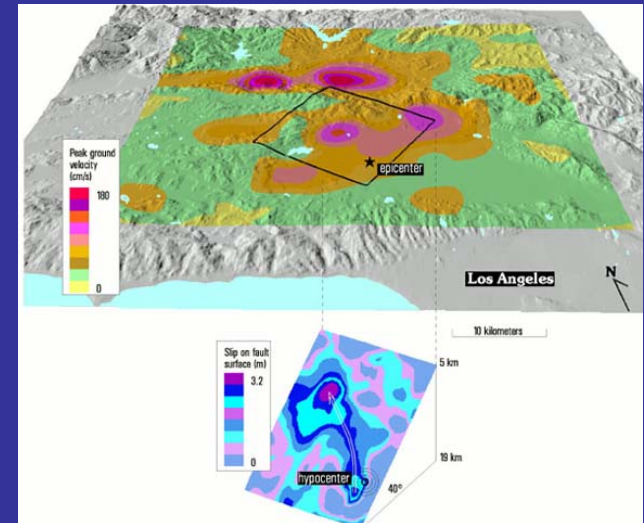 Peak ground
velocity
(cm/s)
180
0
epicenter
Los Angeles
N
10 kilometers
Slip on fault
surface (m)
3.2
0
5 km
19 km
hypocenter
40°